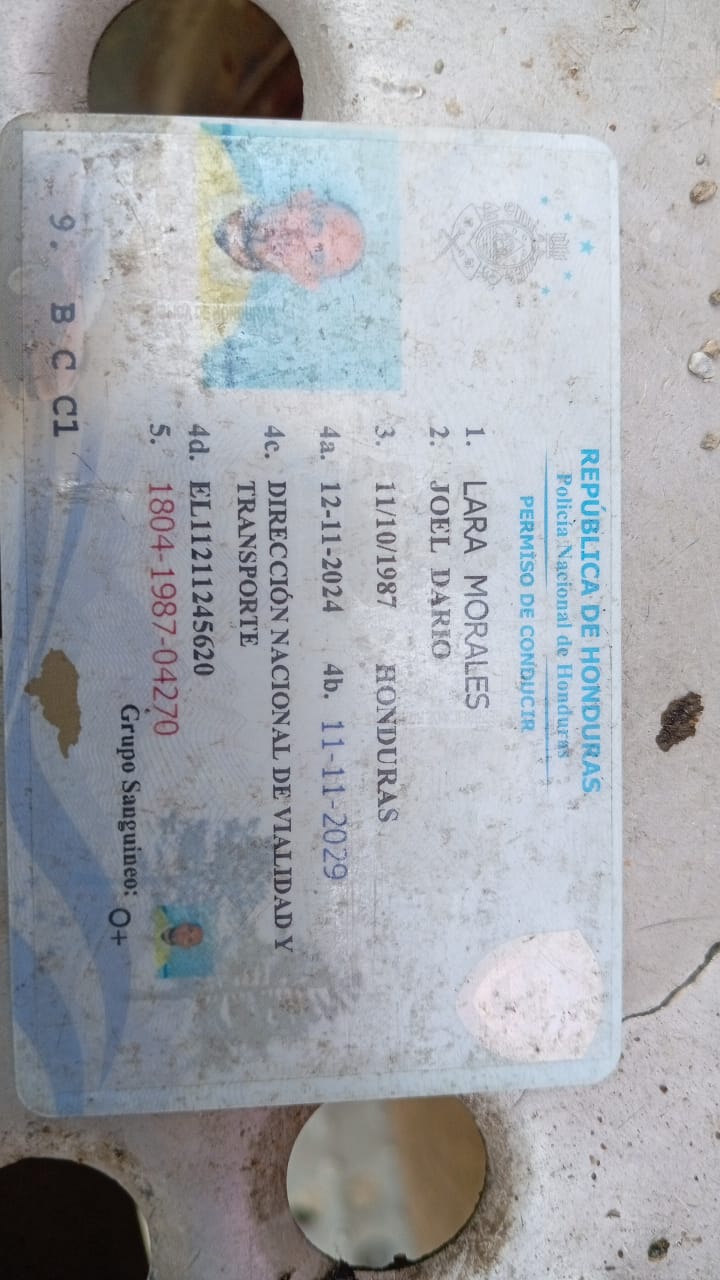 REPÚBLICA DE HONDURAS
Policía Nacional de Honduras
PERMISO DE CONDUCIR
1. LARA MORALES
2. JOEL DARIO
3. 11/10/1987 HONDURAS
4a. 12-11-2024 4b. 11-11-2029
4c. DIRECCIÓN NACIONAL DE VIALIDAD Y
TRANSPORTE
4d. EL11211245620
5. 1804-1987-04270
Grupo Sanguineo: O+
9. B C C1